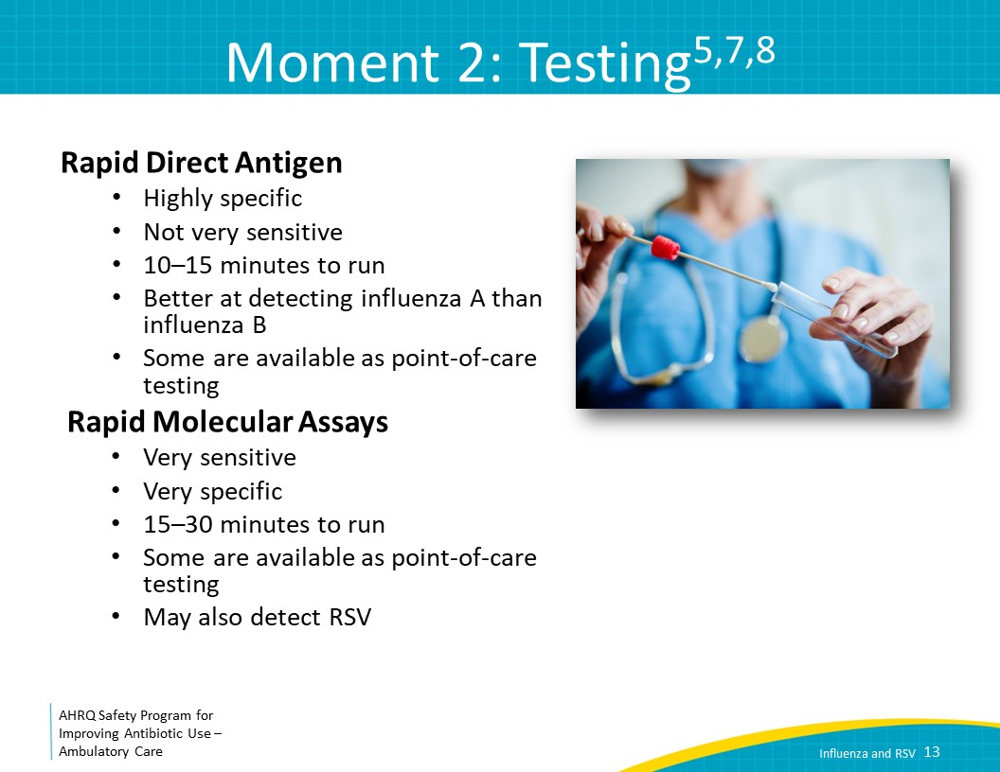 Moment 2: Testing5,7,8
Rapid Direct Antigen
• Highly specific
• Not very sensitive
• 10–15 minutes to run
• Better at detecting influenza A than
influenza B
• Some are available as point-of-care
testing
Rapid Molecular Assays
• Very sensitive
• Very specific
• 15–30 minutes to run
• Some are available as point-of-care
testing
• May also detect RSV
AHRQ Safety Program for
Improving Antibiotic Use –
Ambulatory Care
Influenza and RSV 13